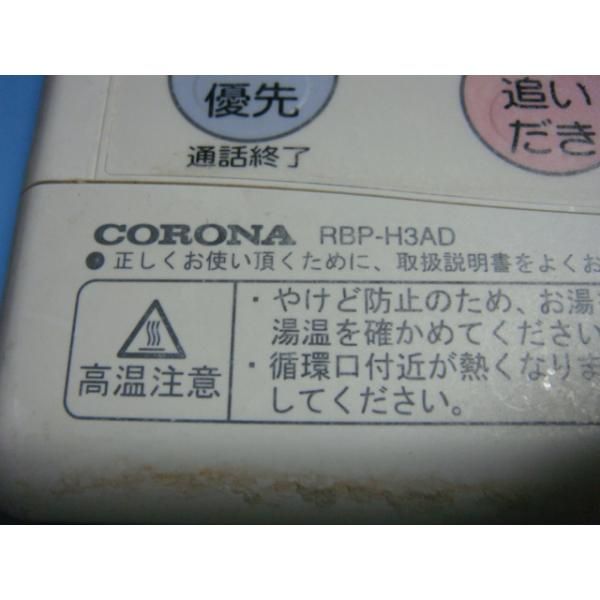 優先
追い
だき
通話終了
CORONA RBP-H3AD
● 正しくお使い頂くために、取扱説明書をよくお
高温注意
・やけど防止のため、お湯
湯温を確かめてください
・循環口付近が熱くなりま
してください。